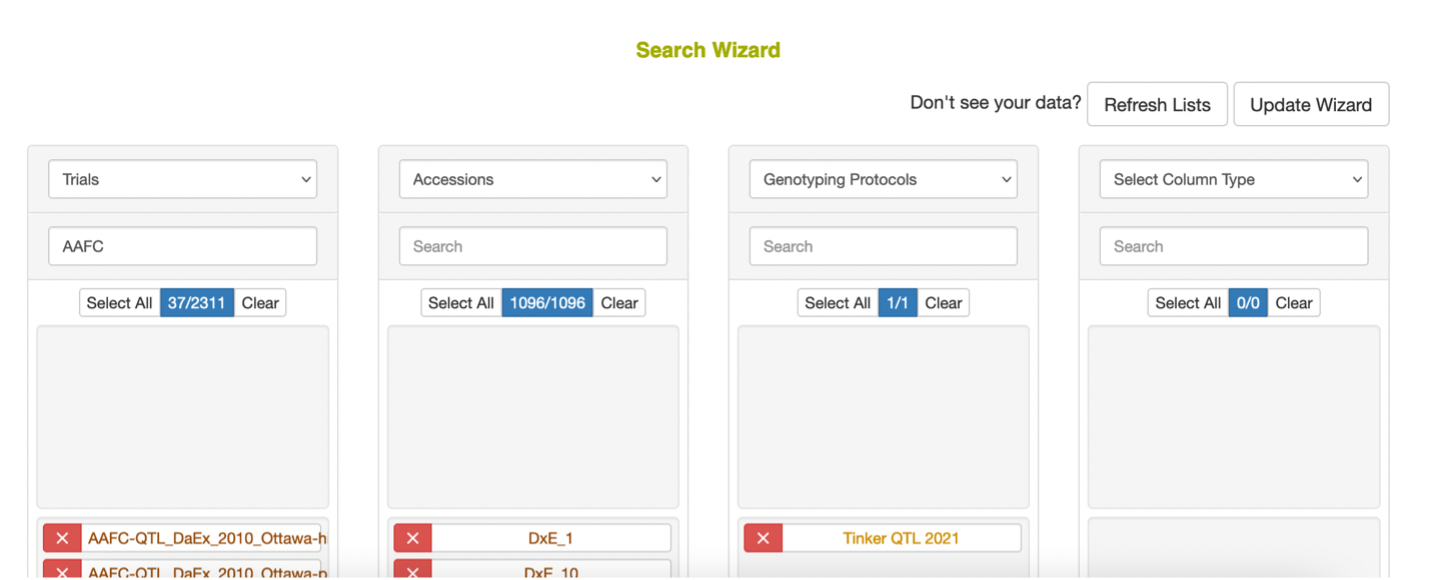 Search Wizard
Don't see your data? Refresh Lists Update Wizard
Trials Accessions Genotyping Protocols Select Column Type
AAFC Search Search Search
Select All 37/2311 Clear Select All 1096/1096 Clear Select All 1/1 Clear Select All 0/0 Clear
AAFC-QTL_DaEx_2010_Ottawa-h DxE_1 Tinker QTL 2021
AAFC-QTL_DaEx_2010_Ottawa-p DxE_10